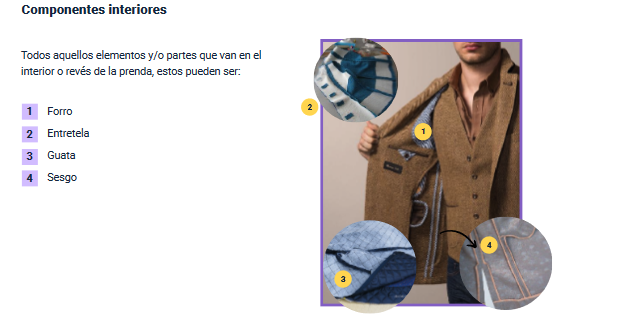 Componentes interiores
Todos aquellos elementos y/o partes que van en el
interior o revés de la prenda, estos pueden ser:
1 Forro
2 Entretela
3 Guata
4 Sesgo
2
1
4
3